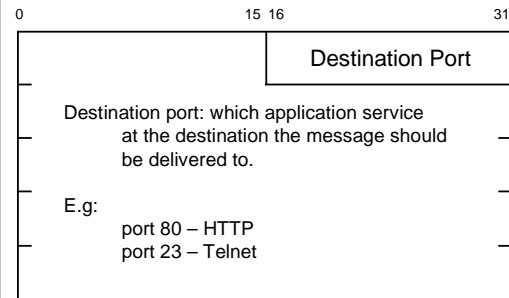 0 15 16 31
Destination Port
Destination port: which application service
at the destination the message should
be delivered to.
E.g:
port 80 – HTTP
port 23 – Telnet